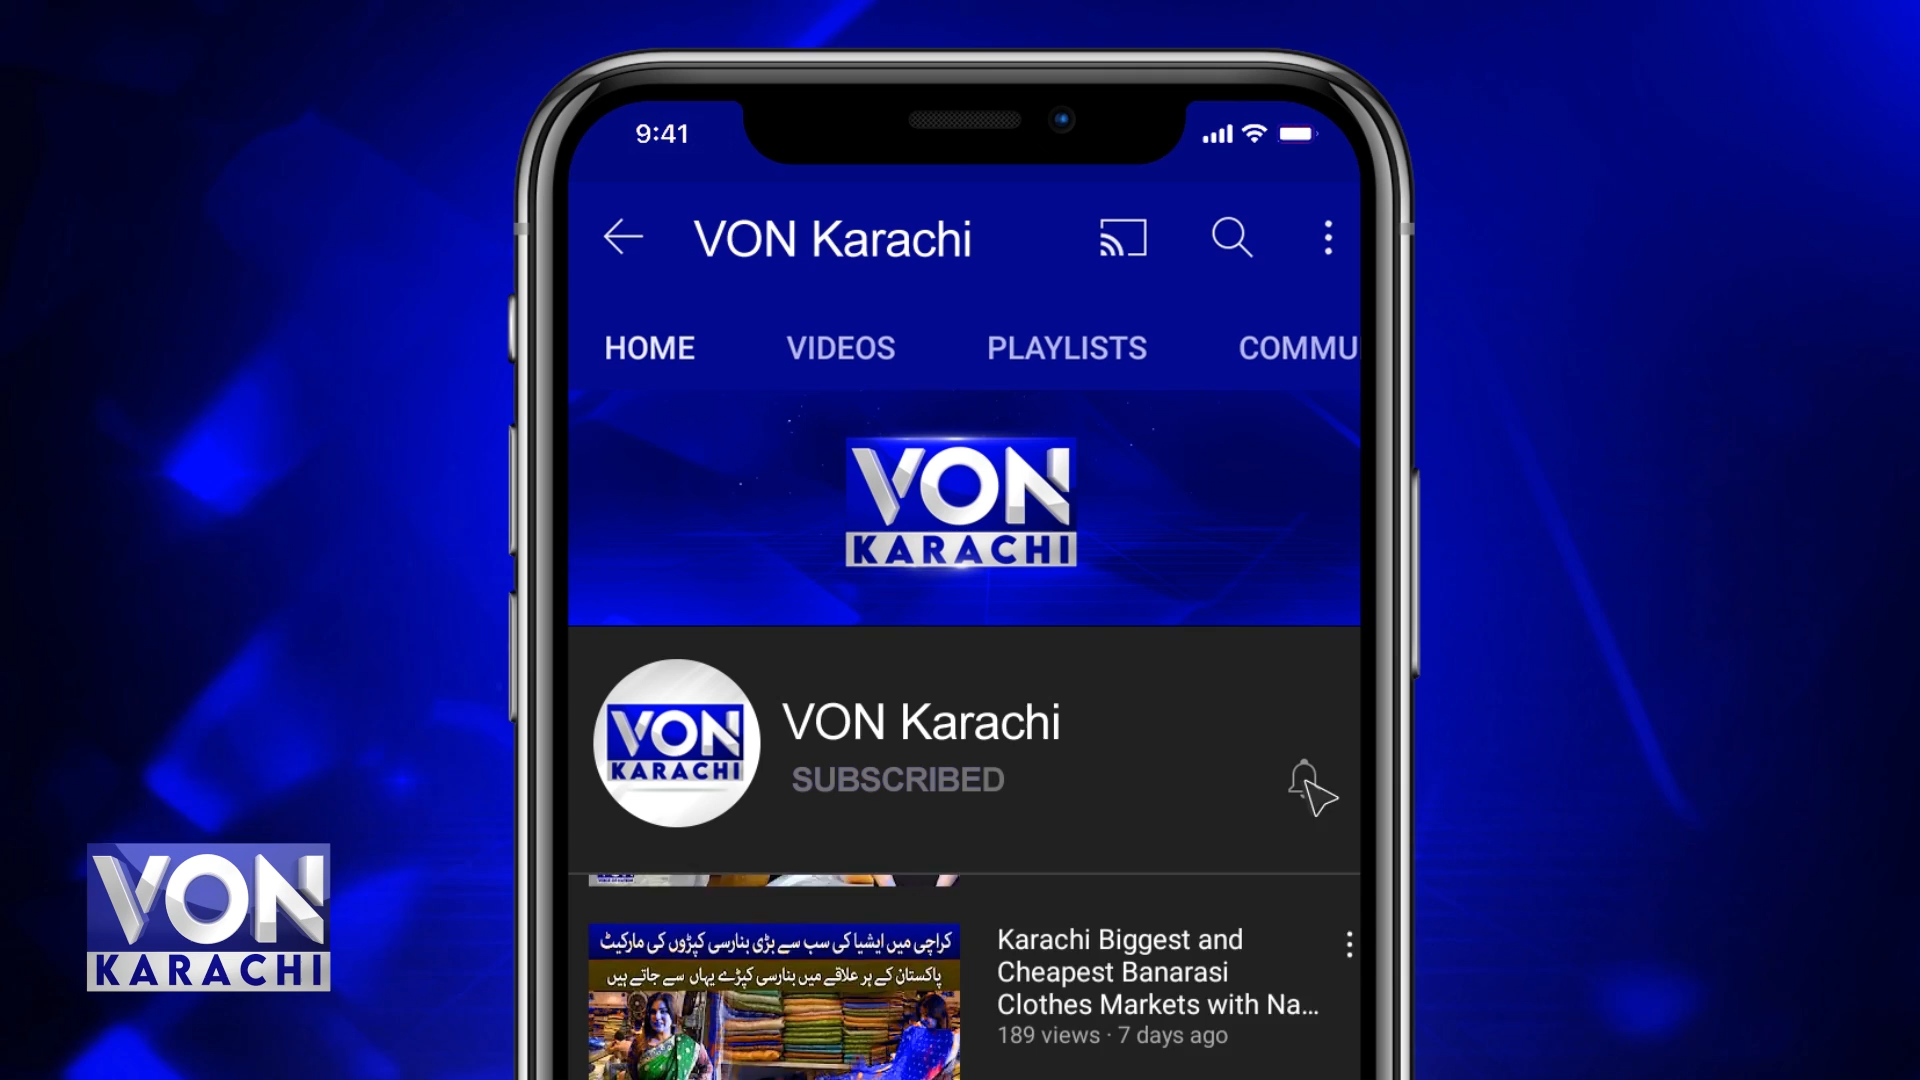 9:41
VON Karachi
HOME VIDEOS PLAYLISTS COMMU
VON
KARACHI
VON
KARACHI
VON Karachi
SUBSCRIBED
VON
KARACHI
کراچی میں ایشیا کی سب سے بڑی بنارسی کپڑوں کی مارکیٹ
پاکستان کے ہر علاقے میں بنارسی کپڑے یہاں سے جاتے ہیں
Karachi Biggest and
Cheapest Banarasi
Clothes Markets with Na...
189 views · 7 days ago